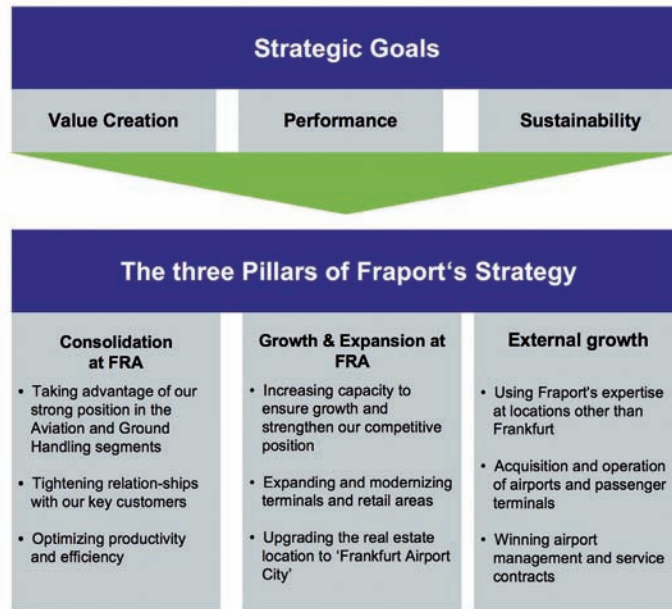 Strategic Goals
Value Creation
Performance
Sustainability
The three Pillars of Fraport‘s Strategy
Consolidation
at FRA
• Taking advantage of our
strong position in the
Aviation and Ground
Handling segments
• Tightening relation-ships
with our key customers
• Optimizing productivity
and efficiency
Growth & Expansion at
FRA
• Increasing capacity to
ensure growth and
strengthen our competitive
position
• Expanding and modernizing
terminals and retail areas
• Upgrading the real estate
location to ‘Frankfurt Airport
City’
External growth
• Using Fraport's expertise
at locations other than
Frankfurt
• Acquisition and operation
of airports and passenger
terminals
• Winning airport
management and service
contracts